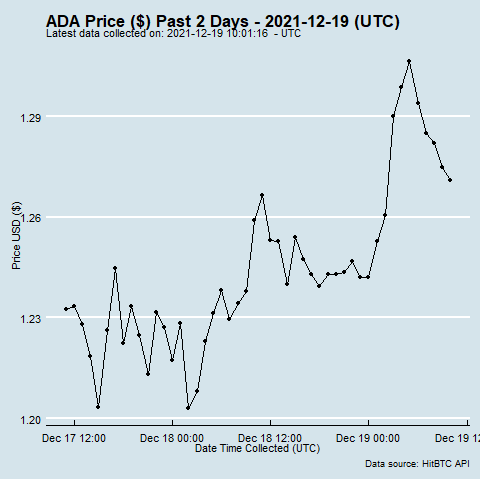 ADA Price ($) Past 2 Days - 2021-12-19 (UTC)
Latest data collected on: 2021-12-19 10:01:16  - UTC
1.29
1.26
1.23
1.20
Price USD ($)
Dec 17 12:00 Dec 18 00:00 Dec 18 12:00 Dec 19 00:00 Dec 19 12
Date Time Collected (UTC)
Data source: HitBTC API